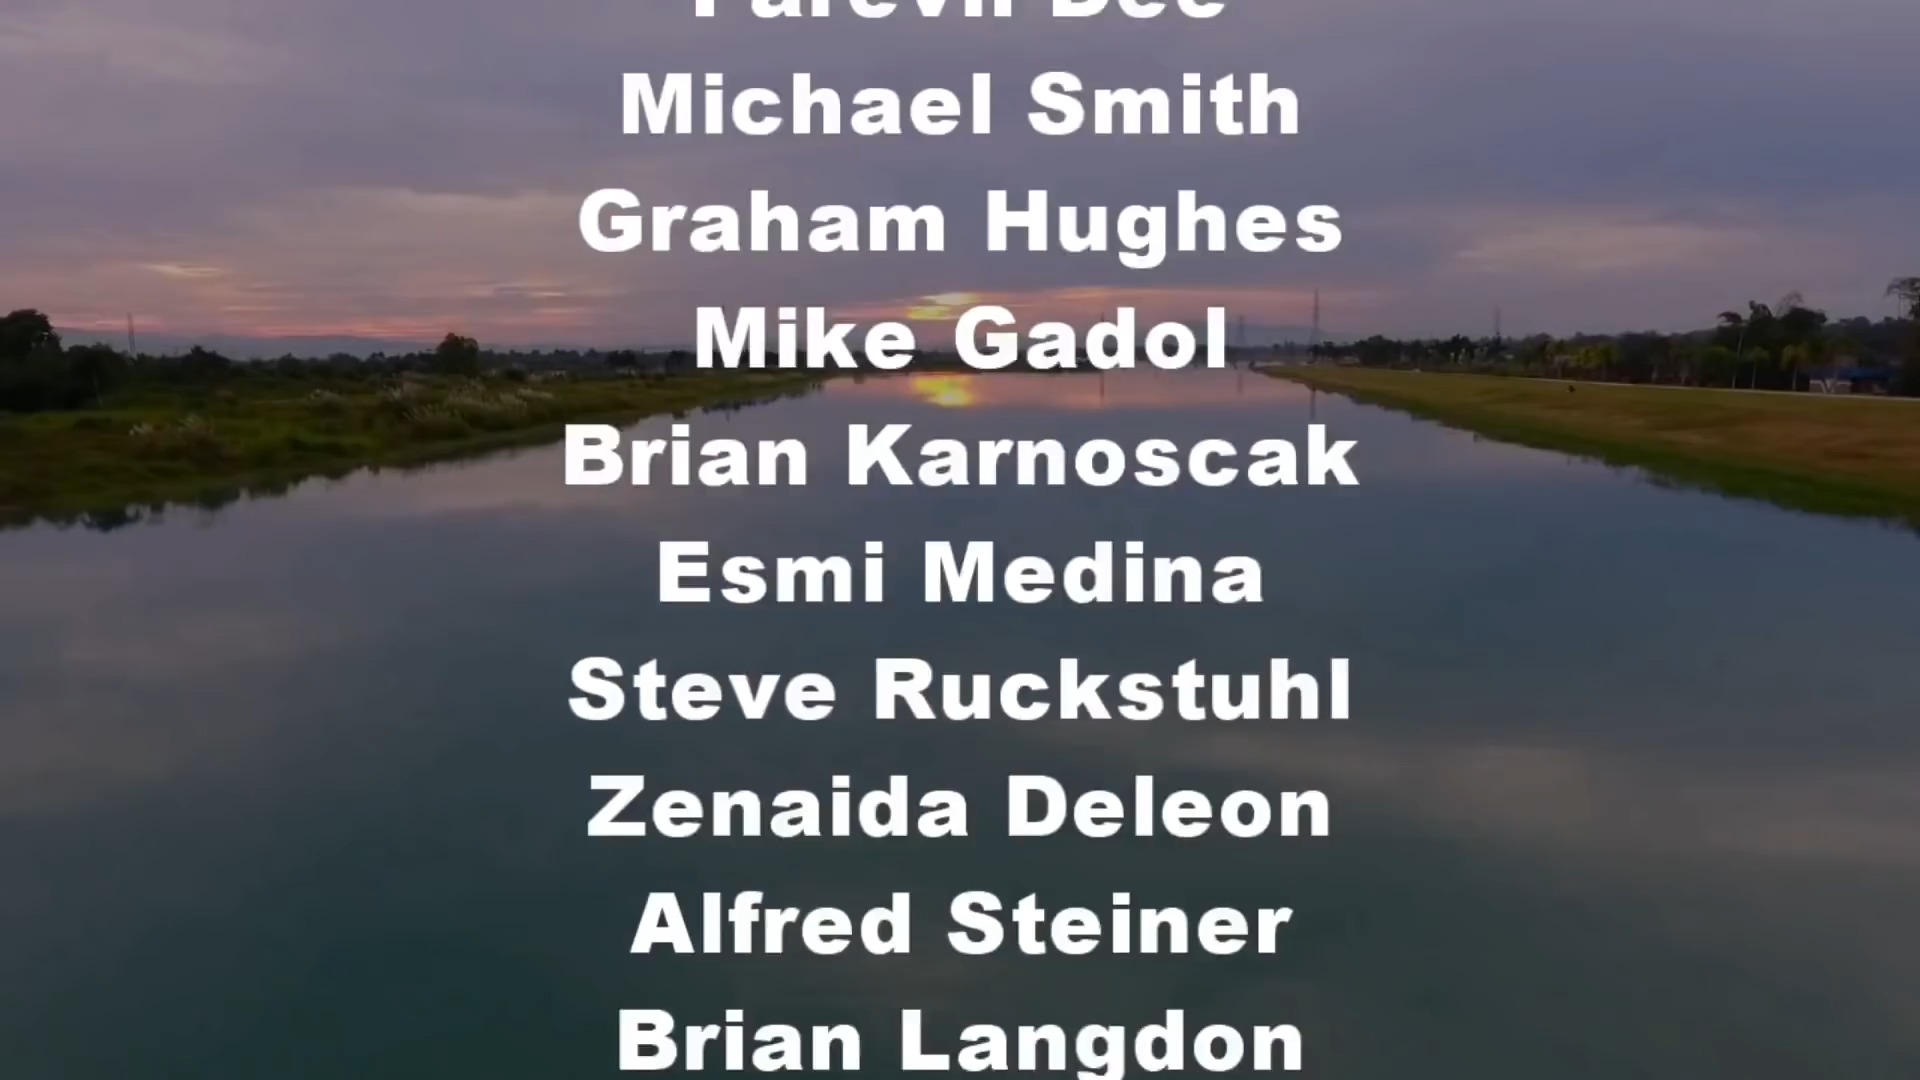 Michael Smith
Graham Hughes
Mike Gadol
Brian Karnoscak
Esmi Medina
Steve Ruckstuhl
Zenaida Deleon
Alfred Steiner
Brian Langdon